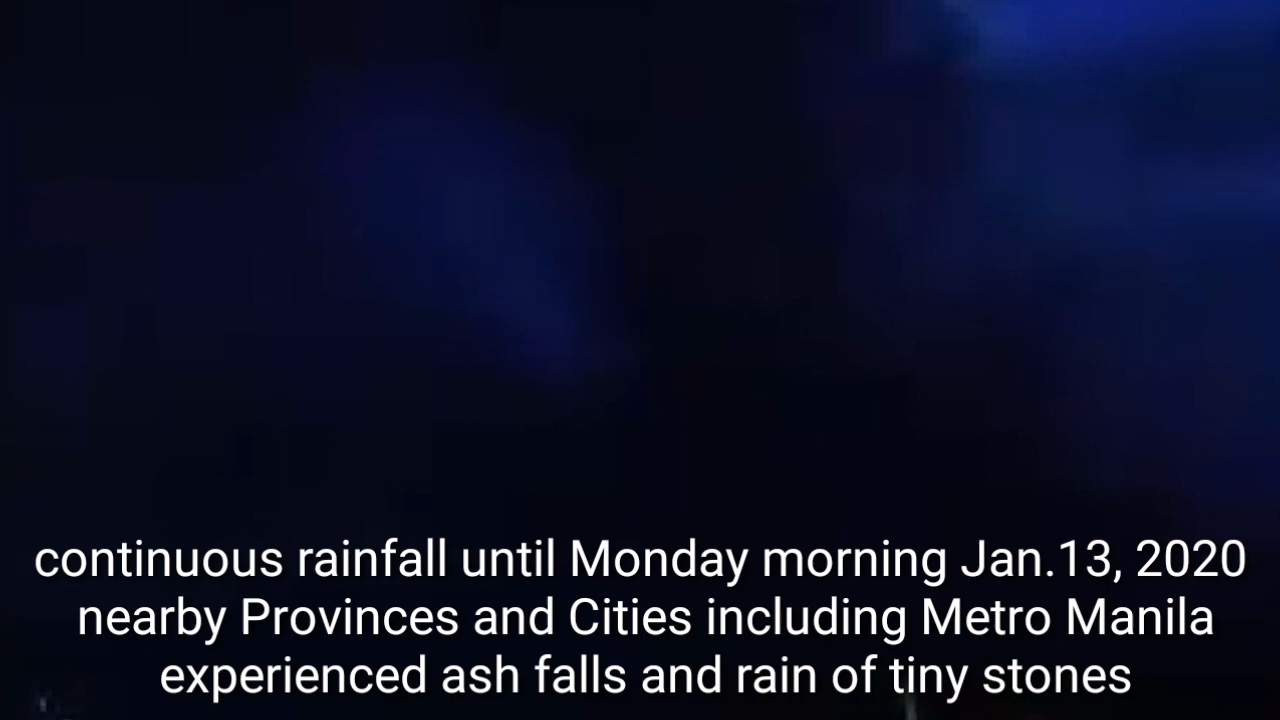 continuous rainfall until Monday morning Jan.13, 2020
nearby Provinces and Cities including Metro Manila
experienced ash falls and rain of tiny stones